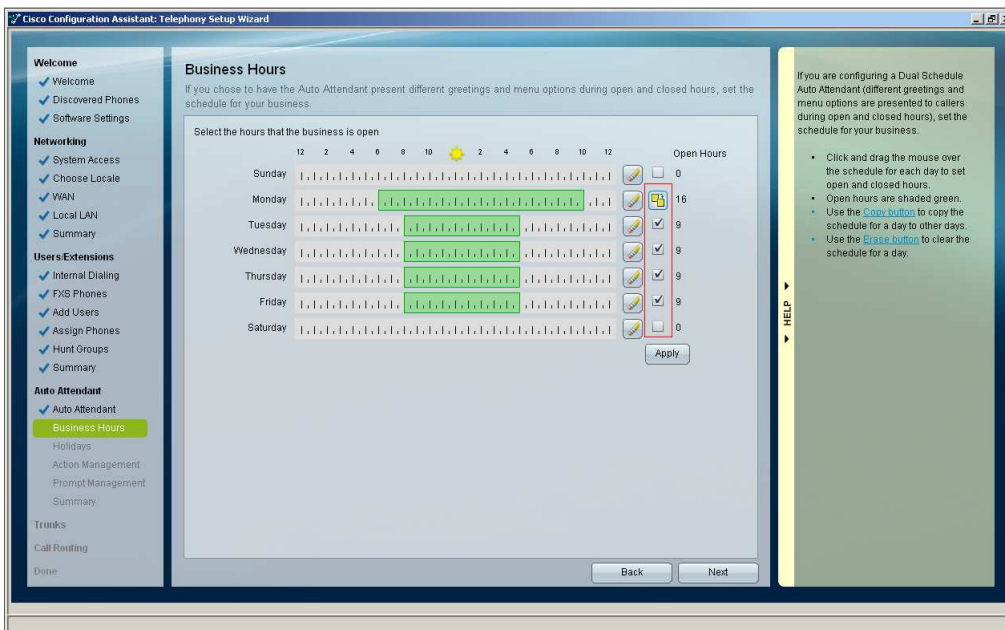 Cisco Configuration Assistant: Telephony Setup Wizard
Welcome
Welcome
Discovered Phones
Software Settings
Networking
System Access
Choose Locale
WAN
Local LAN
Summary
Users/Extensions
Internal Dialing
FXS Phones
Add Users
Assign Phones
Hunt Groups
Summary
Auto Attendant
Auto Attendant
Business Hours
Holidays
Action Management
Prompt Management
Summary
Trunks
Call Routing
Done
Business Hours
If you chose to have the Auto Attendant present different greetings and menu options during open and closed hours, set the
schedule for your business.
Select the hours that the business is open
12 2 4 6 8 10 2 4 6 8 10 12 Open Hours
Sunday 0
Monday 16
Tuesday 9
Wednesday 9
Thursday 9
Friday 9
Saturday 0
Apply
Back Next
HELP
If you are configuring a Dual Schedule
Auto Attendant (different greetings and
menu options are presented to callers
during open and closed hours), set the
schedule for your business.
• Click and drag the mouse over
the schedule for each day to set
open and closed hours.
• Open hours are shaded green.
• Use the Copy button to copy the
schedule for a day to other days.
• Use the Erase button to clear the
schedule for a day.